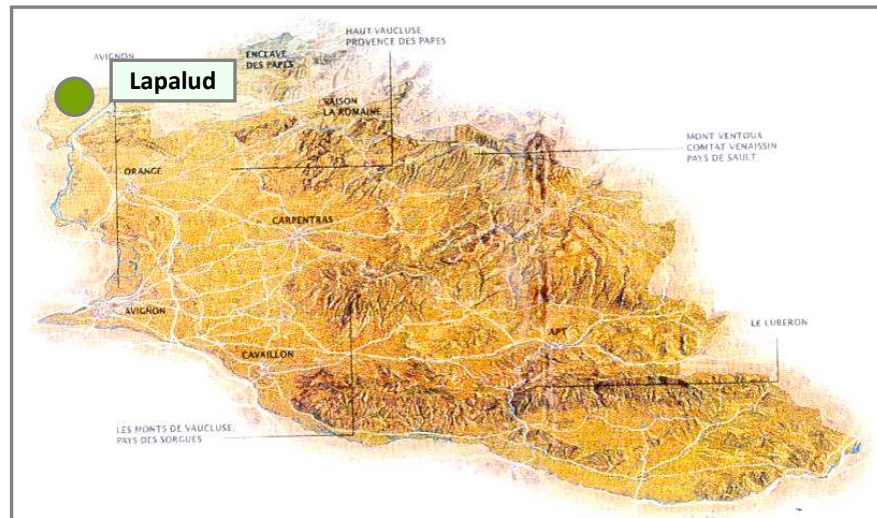 HAUT VAUCLUSE
PROVENCE DES PAPES
AVIGNON
ENCLAVE
DES PAPES
Lapalud
VAISON
LA ROMAINE
MONT VENTOUX
COMTAT VENAISSIN
PAYS DE SAULT
ORANGE
CARPENTRAS
AVIGNON
LE LUBERON
APT
CAVAILLON
LES MONTS DE VAUCLUSE,
PAYS DES SORGUES